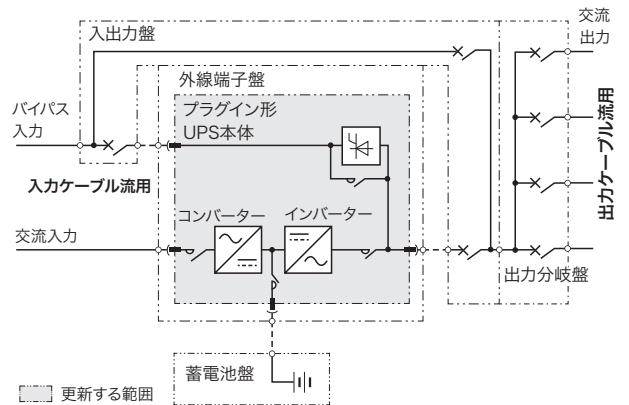 入出力盤
交流
出力
外線端子盤
バイパス
入力
プラグイン形
UPS本体
出力ケーブル流用
入力ケーブル流用
コンバーター
インバーター
交流入力
出力分岐盤
蓄電池盤
更新する範囲